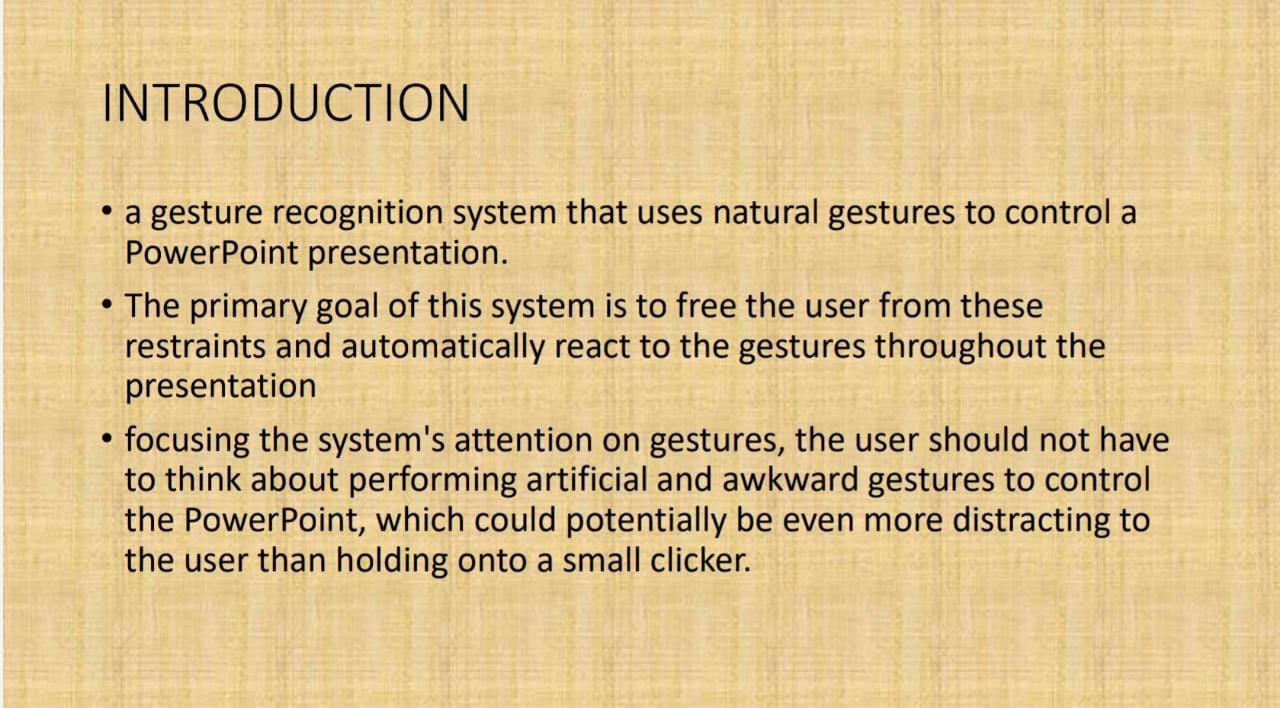 INTRODUCTION
• a gesture recognition system that uses natural gestures to control a
PowerPoint presentation.
• The primary goal of this system is to free the user from these
restraints and automatically react to the gestures throughout the
presentation
• focusing the system's attention on gestures, the user should not have
to think about performing artificial and awkward gestures to control
the PowerPoint, which could potentially be even more distracting to
the user than holding onto a small clicker.